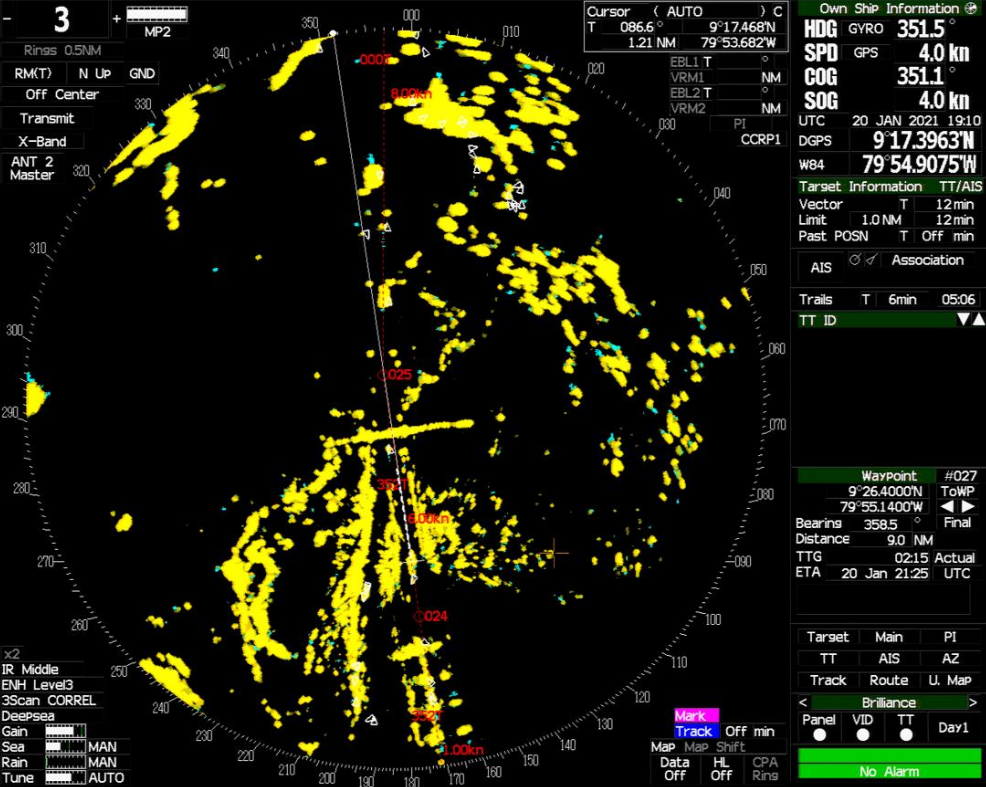 − 3 +
MP2
Rings 0.5NM
RM(T) N Up GND
Off Center
Transmit
X-Band
ANT 2
Master
Cursor ( AUTO ) C
T 086.6 ° 9°17.468'N
1.21 NM 79°53.682'W
EBL1 T °
VRM1 NM
EBL2 T °
VRM2 NM
PI
CCRP1
350 000 010
340 020
330 030
320 040
310 050
300 060
290 070
280 080
270 090
260 100
250 110
240 120
230 130
220 140
210 200 190 180 170 160 150
000T
8.00kn
025
352T
6.00kn
024
352T
1.00kn
x2
IR Middle
ENH Level3
3Scan CORREL
Deepsea
Gain
Sea MAN
Rain MAN
Tune AUTO
Mark
Track Off min
Map Map Shift
Data Off
HL Off
CPA Rings
Own Ship Information
HDG GYRO 351.5 °
SPD GPS 4.0 kn
COG 351.1 °
SOG 4.0 kn
UTC 20 JAN 2021 19:10
DGPS 9°17.3963'N
W84 79°54.9075'W
Target Information TT/AIS
Vector T 12 min
Limit 1.0 NM 12 min
Past POSN T Off min
AIS Association
Trails T 6min 05:06
TT ID ▼▲
Waypoint #027
9°26.4000'N ToWP
79°55.1400'W ◀ ▶
Bearing 358.5 ° Final
Distance 9.0 NM
TTG 02:15 Actual
ETA 20 Jan 21:25 UTC
Target Main PI
TT AIS AZ
Track Route U. Map
< Brilliance >
Panel VID TT Day1
No Alarm